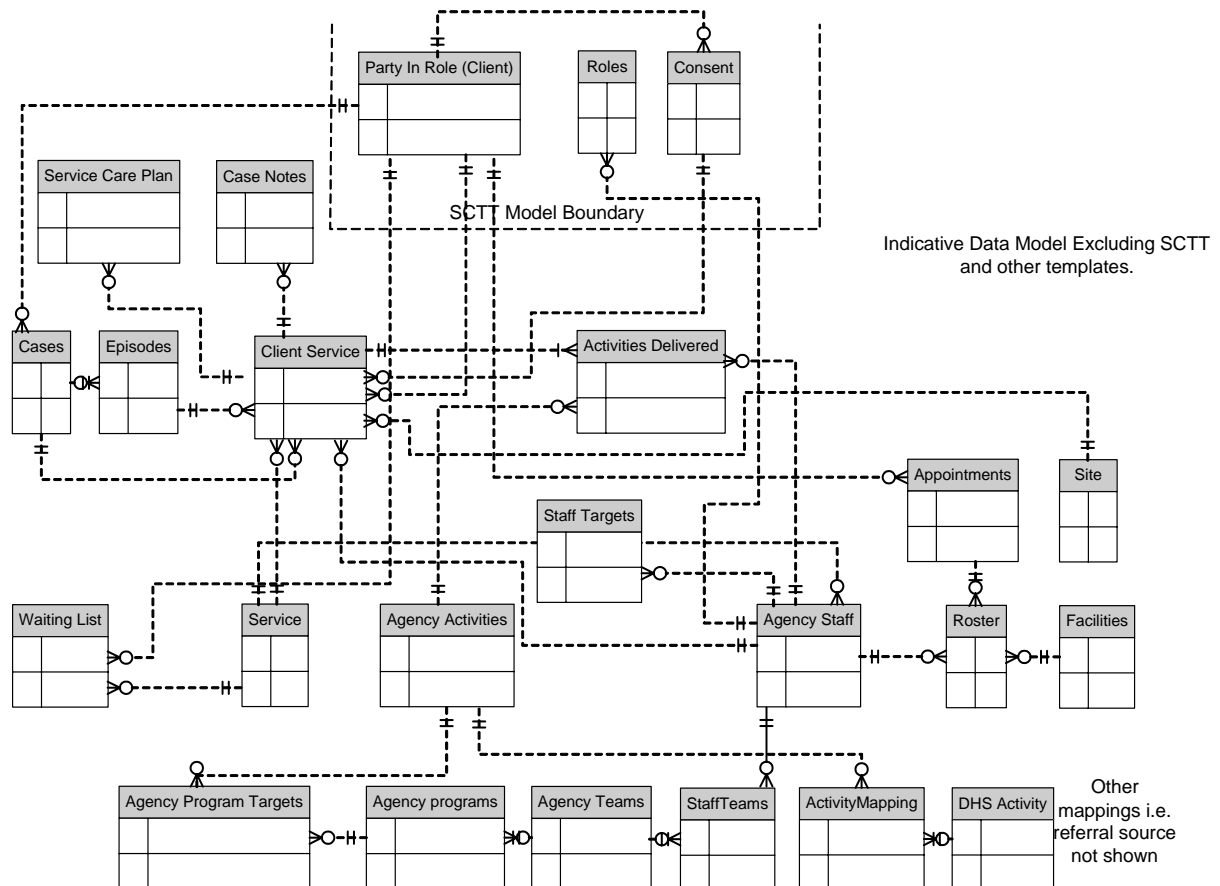 Party In Role (Client)
Roles
Consent
Service Care Plan
Case Notes
SCTT Model Boundary
Indicative Data Model Excluding SCTT
and other templates.
Cases
Episodes
Client Service
Activities Delivered
Appointments
Site
Staff Targets
Waiting List
Service
Agency Activities
Agency Staff
Roster
Facilities
Agency Program Targets
Agency programs
Agency Teams
StaffTeams
ActivityMapping
DHS Activity
Other
mappings i.e.
referral source
not shown